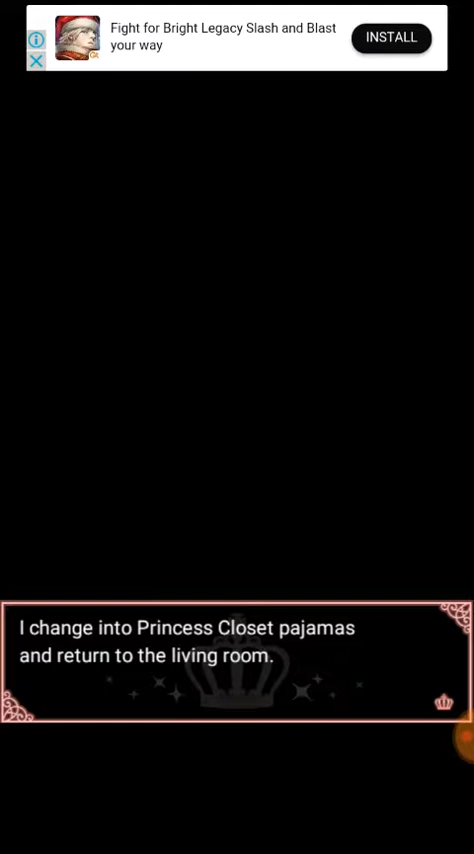 Fight for Bright Legacy Slash and Blast
your way
INSTALL
I change into Princess Closet pajamas
and return to the living room.